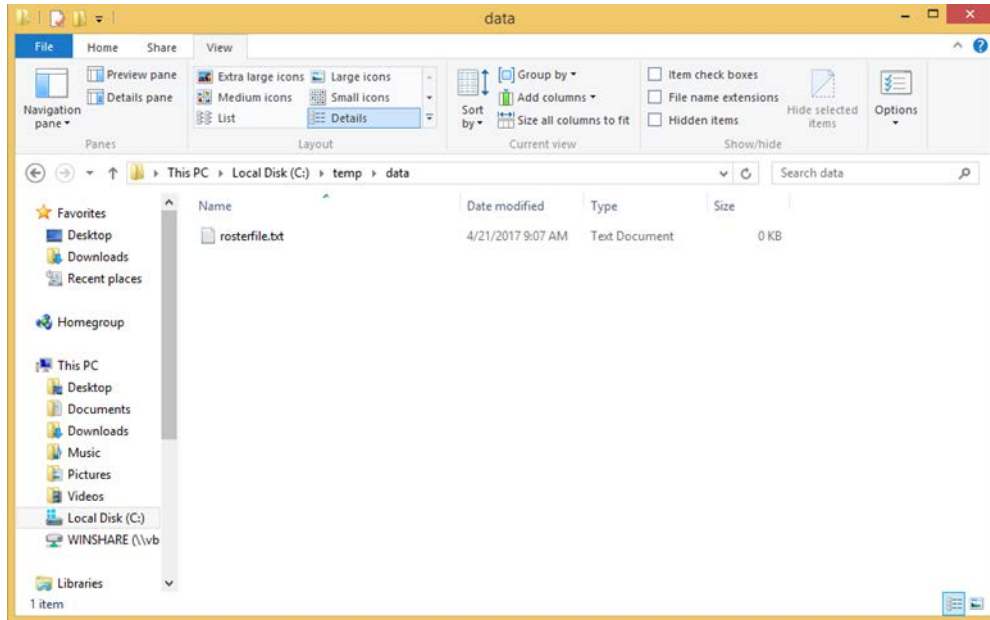 data
File Home Share View
Navigation pane
Preview pane
Details pane
Panes
Extra large icons Large icons
Medium icons Small icons
List Details
Layout
Sort by
Group by
Add columns
Size all columns to fit
Current view
Item check boxes
File name extensions
Hidden items
Hide selected items
Show/hide
Options
This PC Local Disk (C:) temp data
Search data
Name Date modified Type Size
rosterfile.txt 4/21/2017 9:07 AM Text Document 0 KB
Favorites
Desktop
Downloads
Recent places
Homegroup
This PC
Desktop
Documents
Downloads
Music
Pictures
Videos
Local Disk (C:)
WINSHARE (\\vb
Libraries
1 item